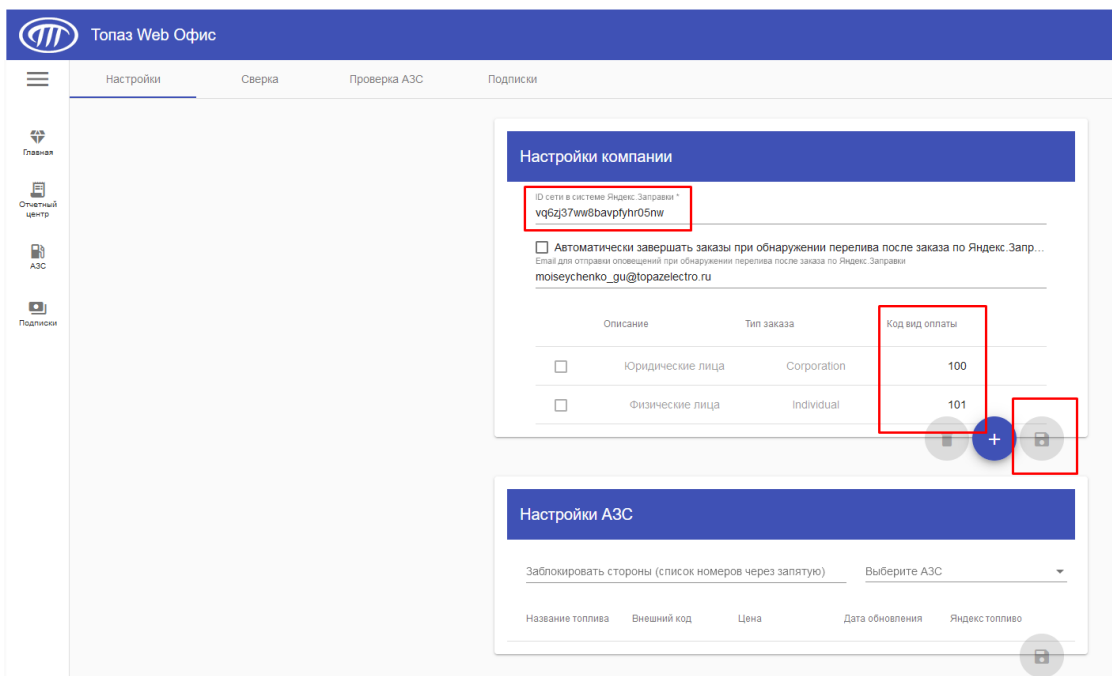 Топаз Web Офис
Настройки Сверка Проверка АЗС Подписки
Главная
Отчетный
центр
АЗС
Подписки
Настройки компании
ID сети в системе Яндекс.Заправки *
vq6zj37ww8bavpfyhr05nw
Автоматически завершать заказы при обнаружении перелива после заказа по Яндекс.Запр...
Email для отправки оповещений при обнаружении перелива после заказа по Яндекс.Заправки
moiseychenko_gu@topazelectro.ru
Описание Тип заказа Код вид оплаты
Юридические лица Corporation 100
Физические лица Individual 101
Настройки АЗС
Заблокировать стороны (список номеров через запятую) Выберите АЗС
Название топлива Внешний код Цена Дата обновления Яндекс топливо